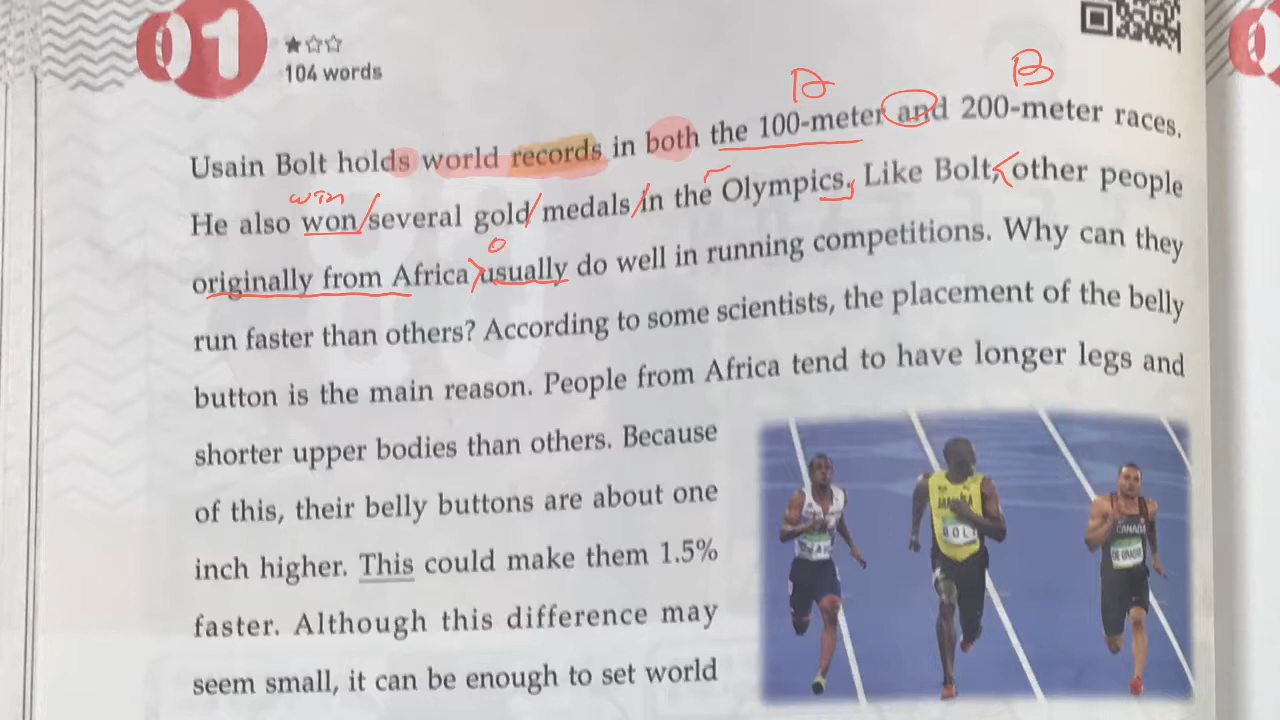 01
★☆☆
104 words
A
B
Usain Bolt holds world records in both the 100-meter and 200-meter races.
win
He also won several gold medals in the Olympics. Like Bolt, other people
originally from Africa usually do well in running competitions. Why can they
run faster than others? According to some scientists, the placement of the belly
button is the main reason. People from Africa tend to have longer legs and
shorter upper bodies than others. Because
of this, their belly buttons are about one
inch higher. This could make them 1.5%
faster. Although this difference may
seem small, it can be enough to set world
BOLT
CANADA
DE GRASSE